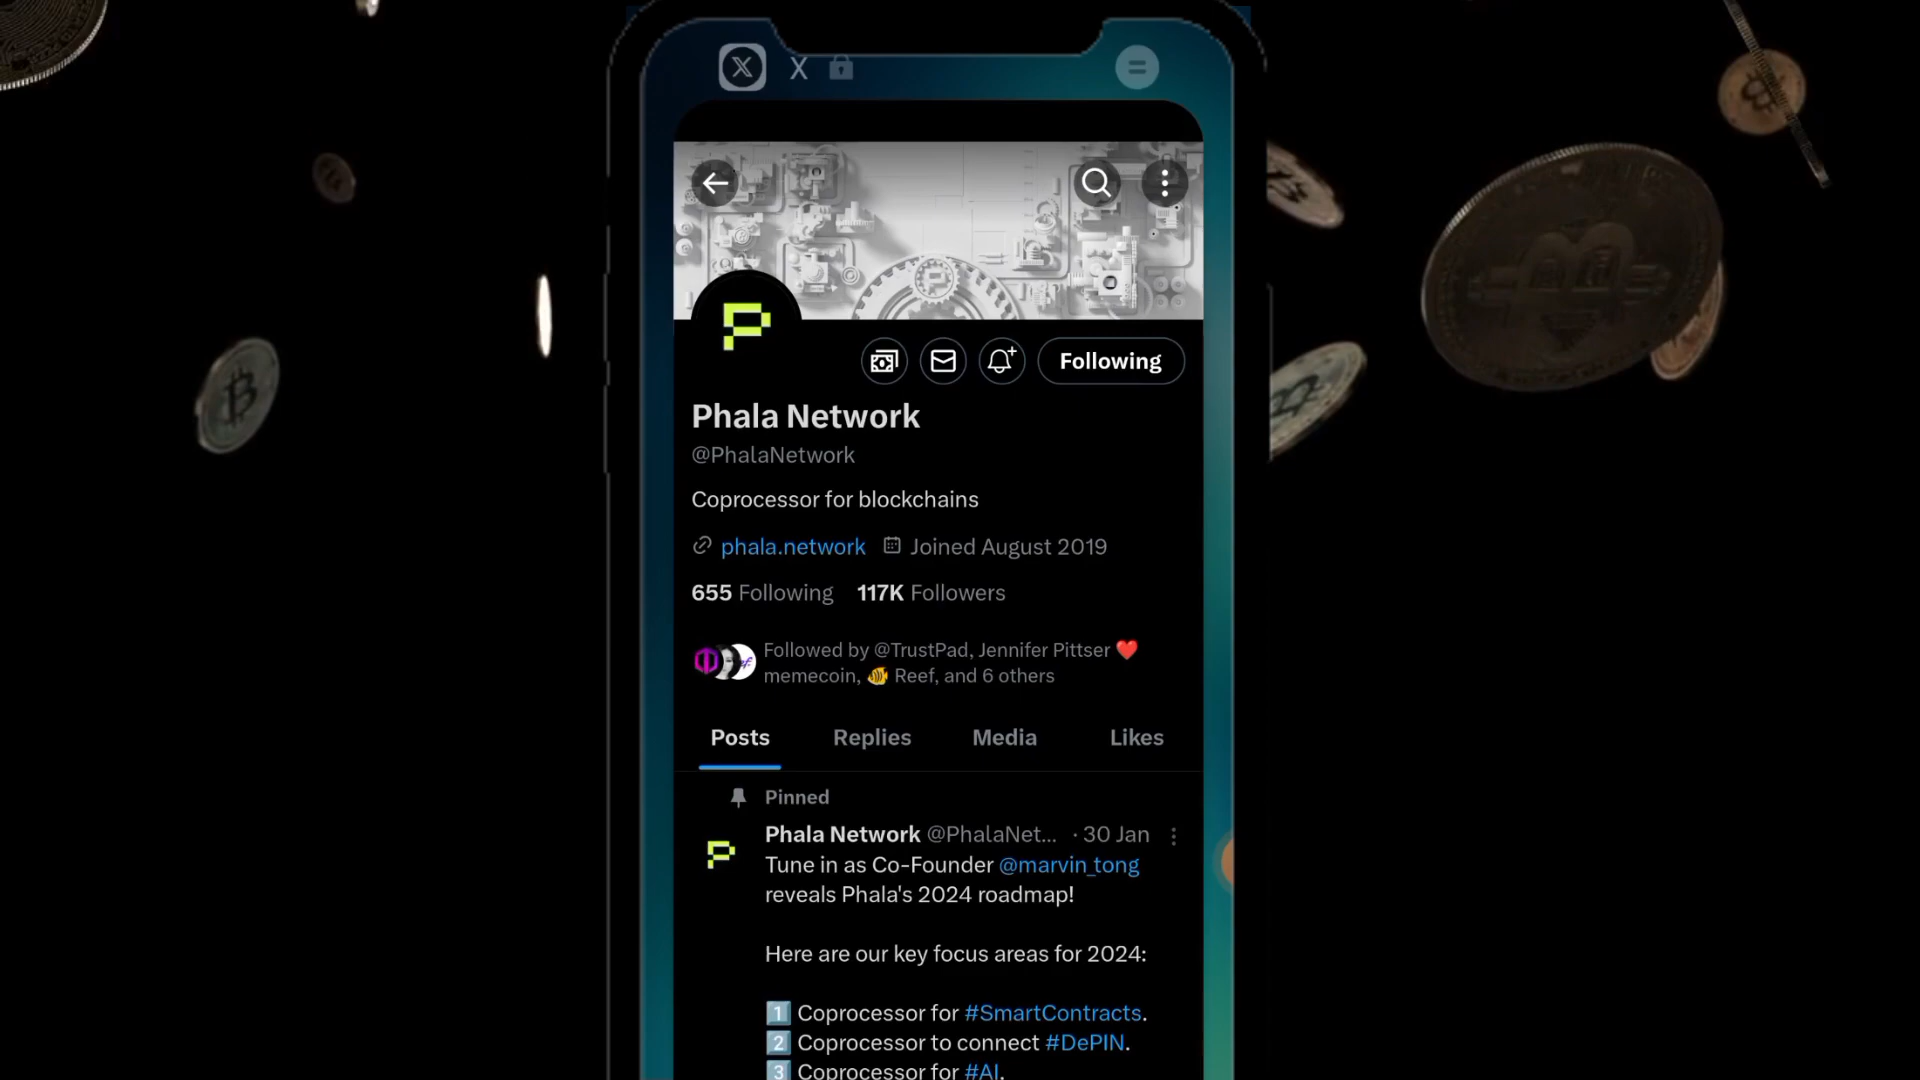 X
Following
Phala Network
@PhalaNetwork
Coprocessor for blockchains
phala.network Joined August 2019
655 Following 117K Followers
Followed by @TrustPad, Jennifer Pittser ❤️
memecoin, 🐠 Reef, and 6 others
Posts Replies Media Likes
Pinned
Phala Network @PhalaNet... · 30 Jan
Tune in as Co-Founder @marvin_tong
reveals Phala's 2024 roadmap!
Here are our key focus areas for 2024:
1️⃣ Coprocessor for #SmartContracts.
2️⃣ Coprocessor to connect #DePIN.
3️⃣ Coprocessor for #AI.